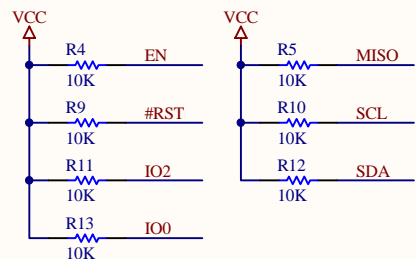 VCC
R4 EN
10K
R9 #RST
10K
R11 IO2
10K
R13 IO0
10K
VCC
R5 MISO
10K
R10 SCL
10K
R12 SDA
10K